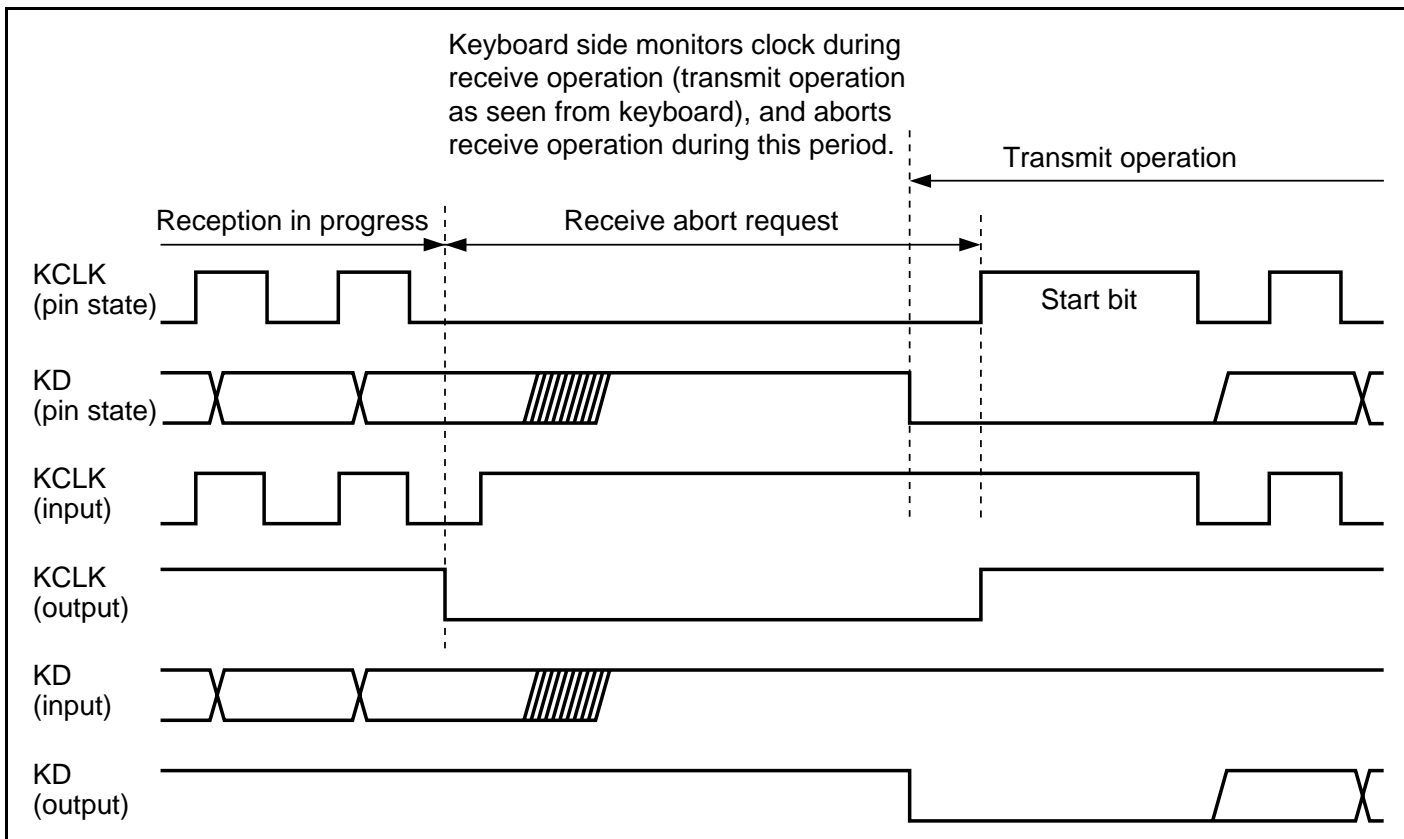 Keyboard side monitors clock during
receive operation (transmit operation
as seen from keyboard), and aborts
receive operation during this period.
Transmit operation
Reception in progress
Receive abort request
KCLK
(pin state)
Start bit
KD
(pin state)
KCLK
(input)
KCLK
(output)
KD
(input)
KD
(output)